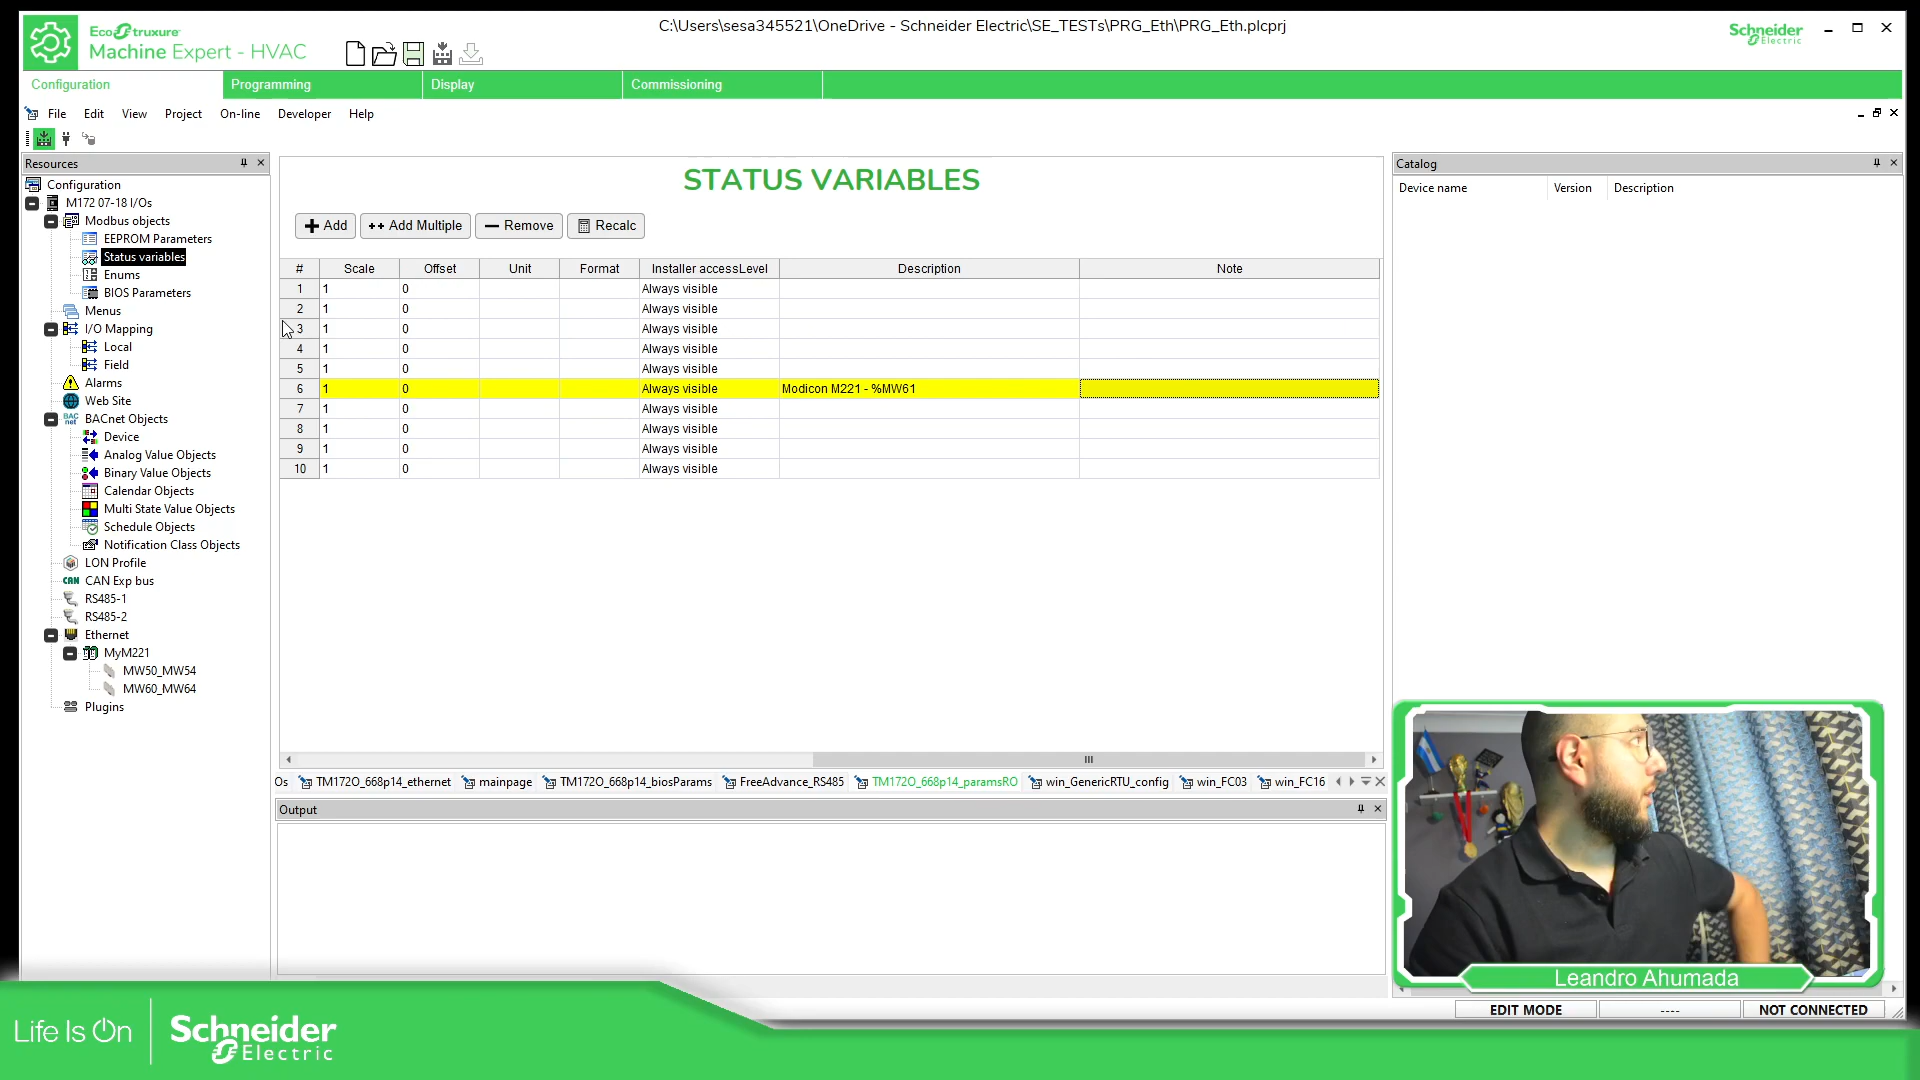 C:\Users\sesa345521\OneDrive - Schneider Electric\SE_TESTs\PRG_Eth\PRG_Eth.plcprj
EcoStruxure
Machine Expert - HVAC
Schneider
Electric
Configuration
Programming
Display
Commissioning
File
Edit
View
Project
On-line
Developer
Help
Resources
Configuration
M172 07-18 I/Os
Modbus objects
EEPROM Parameters
Status variables
Enums
BIOS Parameters
Menus
I/O Mapping
Local
Field
Alarms
Web Site
BACnet Objects
Device
Analog Value Objects
Binary Value Objects
Calendar Objects
Multi State Value Objects
Schedule Objects
Notification Class Objects
LON Profile
CAN Exp bus
RS485-1
RS485-2
Ethernet
MyM221
MW50_MW54
MW60_MW64
Plugins
STATUS VARIABLES
Add
Add Multiple
Remove
Recalc
# Scale Offset Unit Format Installer accessLevel Description Note
1 1 0 Always visible
2 1 0 Always visible
3 1 0 Always visible
4 1 0 Always visible
5 1 0 Always visible
6 1 0 Always visible Modicon M221 - %MW61
7 1 0 Always visible
8 1 0 Always visible
9 1 0 Always visible
10 1 0 Always visible
Os TM172O_668p14_ethernet mainpage TM172O_668p14_biosParams FreeAdvance_RS485 TM172O_668p14_paramsRO win_GenericRTU_config win_FC03 win_FC16
Output
Catalog
Device name Version Description
Leandro Ahumada
EDIT MODE
----
NOT CONNECTED
Life Is On
Schneider
Electric